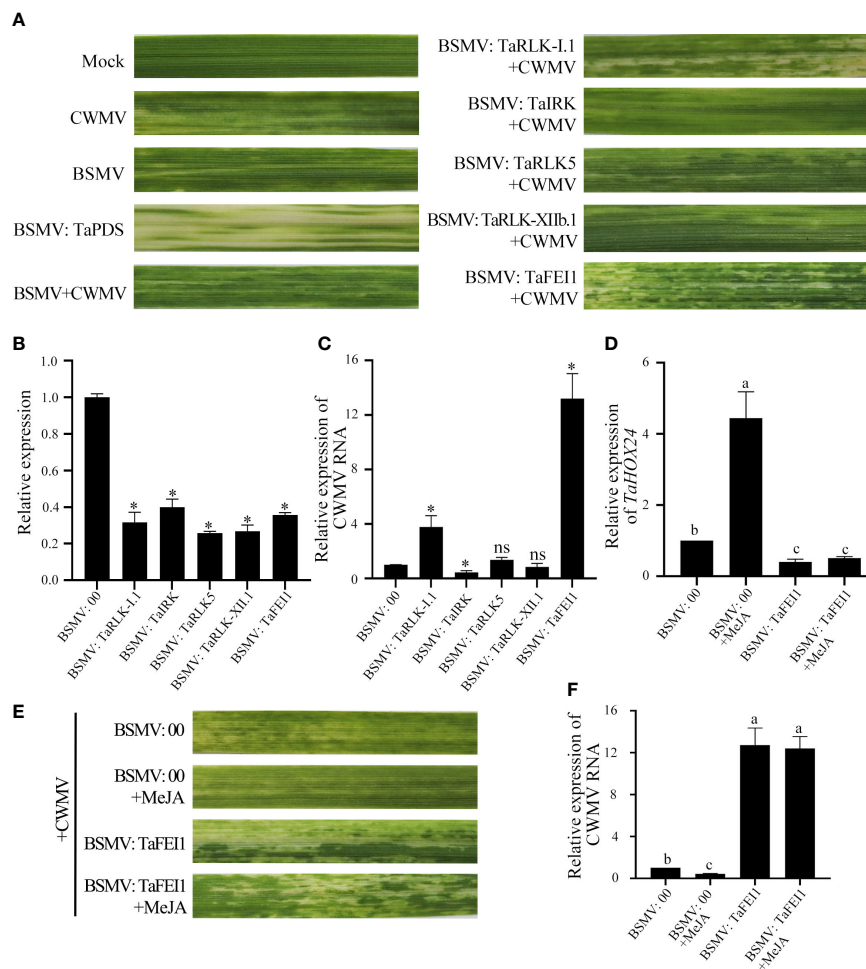 A
Mock
CWMV
BSMV
BSMV: TaPDS
BSMV+CWMV
BSMV: TaRLK-I.1
+CWMV
BSMV: TaIRK
+CWMV
BSMV: TaRLK5
+CWMV
BSMV: TaRLK-XIIb.1
+CWMV
BSMV: TaFEI1
+CWMV
B
Relative expression
1.0
0.8
0.6
0.4
0.2
0.0
* * * * *
BSMV: 00
BSMV: TaRLK-I.1
BSMV: TaIRK
BSMV: TaRLK5
BSMV: TaRLK-XII.1
BSMV: TaFEI1
C
Relative expression of
CWMV RNA
16
12
8
4
0
* * ns ns *
BSMV: 00
BSMV: TaRLK-I.1
BSMV: TaIRK
BSMV: TaRLK5
BSMV: TaRLK-XII.1
BSMV: TaFEI1
D
Relative expression
of TaHOX24
6
4
2
0
b a c c
BSMV: 00
BSMV: 00
+MeJA
BSMV: TaFEI1
BSMV: TaFEI1
+MeJA
E
+CWMV
BSMV: 00
BSMV: 00
+MeJA
BSMV: TaFEI1
BSMV: TaFEI1
+MeJA
F
Relative expression of
CWMV RNA
16
12
8
4
0
b c a a
BSMV: 00
BSMV: 00
+MeJA
BSMV: TaFEI1
BSMV: TaFEI1
+MeJA